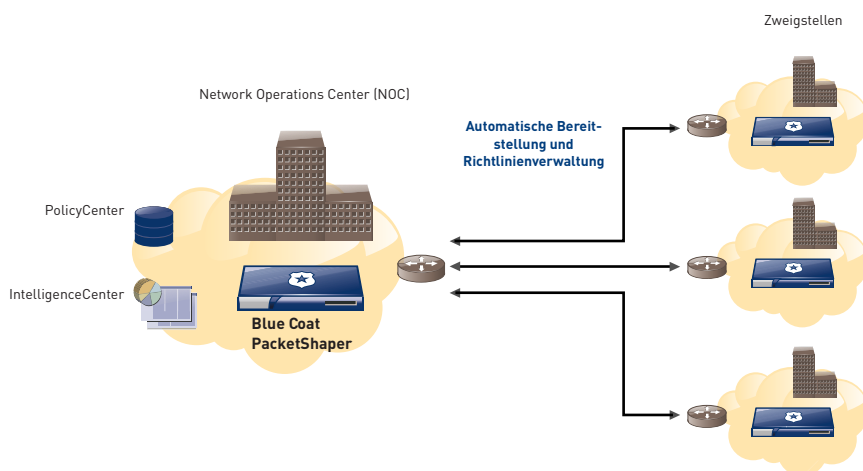 Zweigstellen
Network Operations Center (NOC)
Automatische Bereit-
stellung und
Richtlinienverwaltung
PolicyCenter
IntelligenceCenter
Blue Coat
PacketShaper